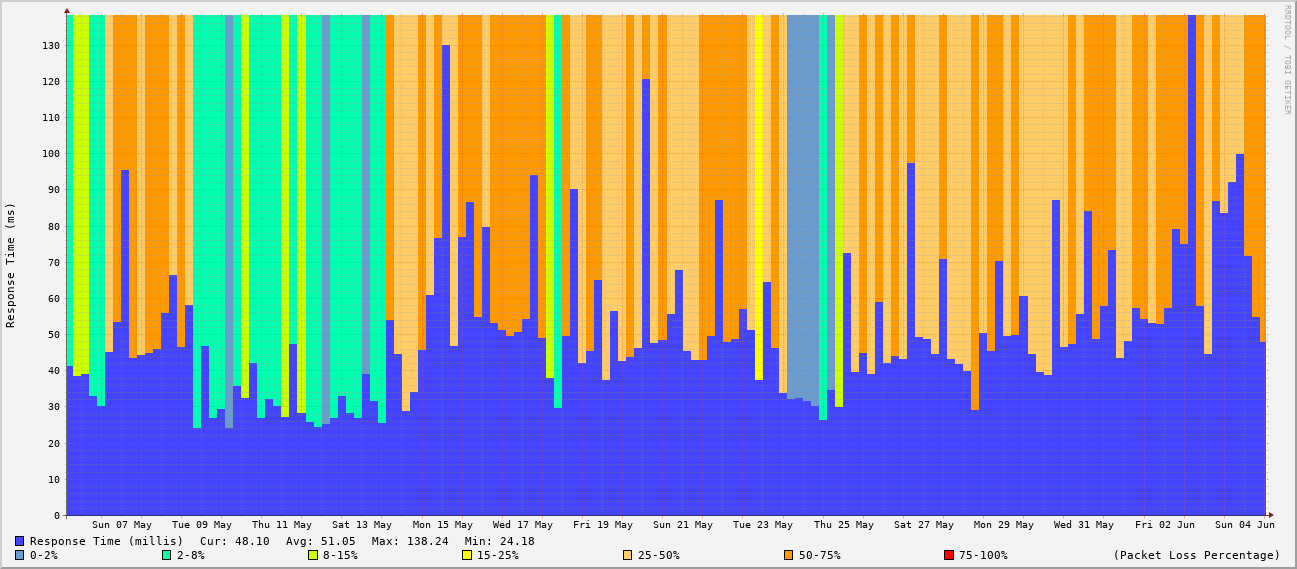 RRDTOOL / TOBI OETIKER
Response Time (ms)
130
120
110
100
90
80
70
60
50
40
30
20
10
0
Sun 07 May Tue 09 May Thu 11 May Sat 13 May Mon 15 May Wed 17 May Fri 19 May Sun 21 May Tue 23 May Thu 25 May Sat 27 May Mon 29 May Wed 31 May Fri 02 Jun Sun 04 Jun
Response Time (millis) Cur: 48.10 Avg: 51.05 Max: 138.24 Min: 24.18
0-2% 2-8% 8-15% 15-25% 25-50% 50-75% 75-100% (Packet Loss Percentage)